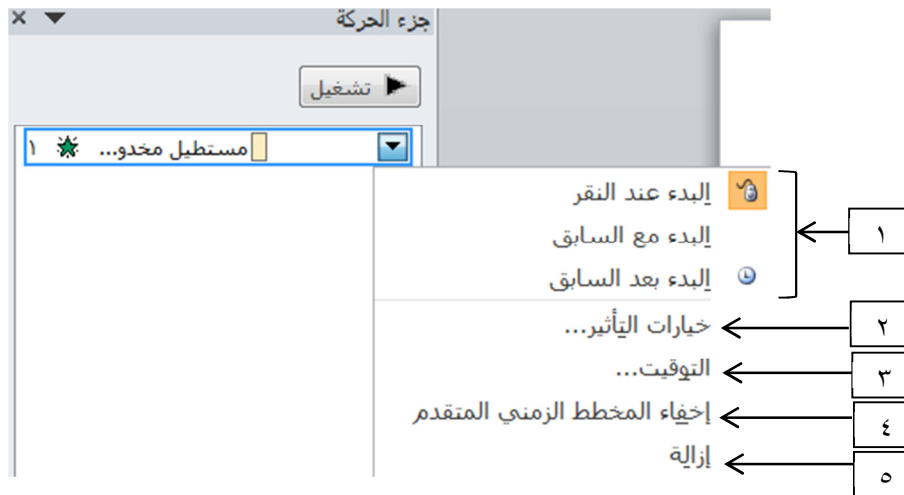 جزء الحركة
تشغيل
مستطيل مخدو... ١
البدء عند النقر
البدء مع السابق
البدء بعد السابق
١
خيارات التأثير...
٢
التوقيت...
٣
إخفاء المخطط الزمني المتقدم
٤
إزالة
٥